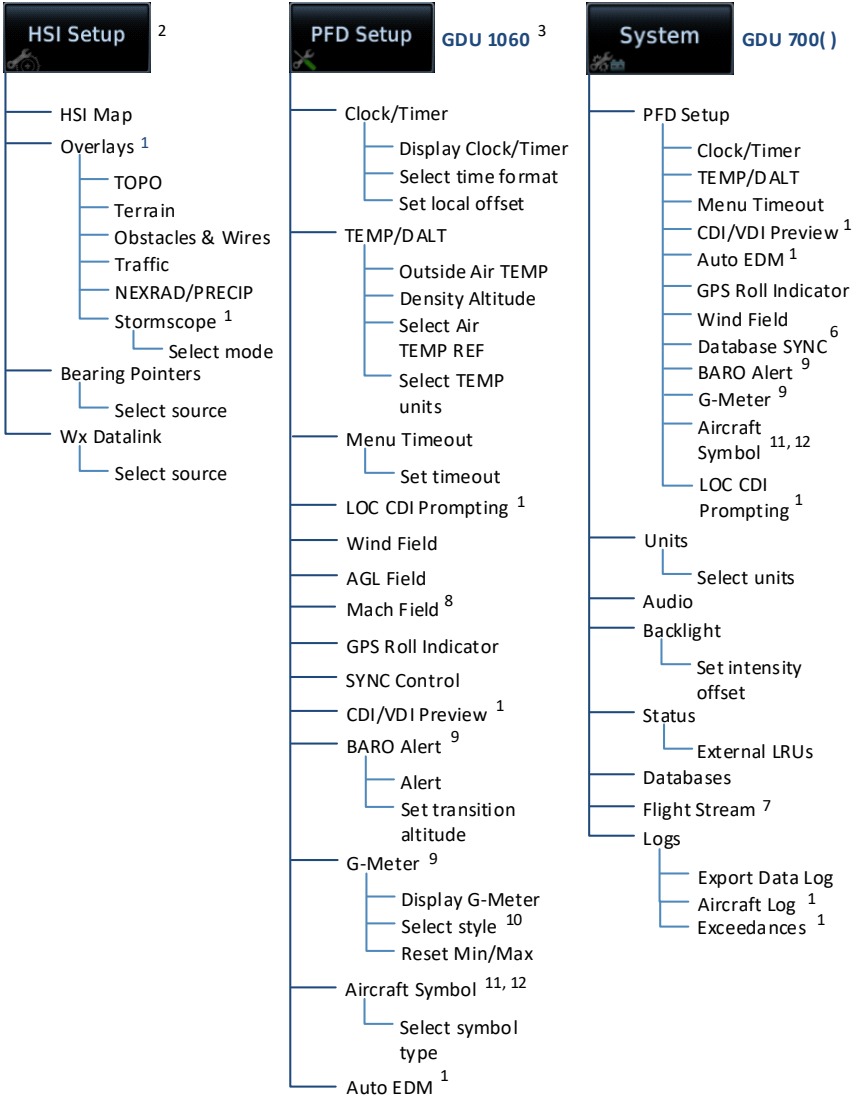 HSI Setup 2
HSI Map
Overlays 1
TOPO
Terrain
Obstacles & Wires
Traffic
NEXRAD/PRECIP
Stormscope 1
Select mode
Bearing Pointers
Select source
Wx Datalink
Select source
PFD Setup GDU 1060 3
Clock/Timer
Display Clock/Timer
Select time format
Set local offset
TEMP/DALT
Outside Air TEMP
Density Altitude
Select Air
TEMP REF
Select TEMP
units
Menu Timeout
Set timeout
LOC CDI Prompting 1
Wind Field
AGL Field
Mach Field 8
GPS Roll Indicator
SYNC Control
CDI/VDI Preview 1
BARO Alert 9
Alert
Set transition
altitude
G-Meter 9
Display G-Meter
Select style 10
Reset Min/Max
Aircraft Symbol 11, 12
Select symbol
type
Auto EDM 1
System GDU 700( )
PFD Setup
Clock/Timer
TEMP/DALT
Menu Timeout
CDI/VDI Preview 1
Auto EDM 1
GPS Roll Indicator
Wind Field
Database SYNC 6
BARO Alert 9
G-Meter 9
Aircraft
Symbol 11, 12
LOC CDI
Prompting 1
Units
Select units
Audio
Backlight
Set intensity
offset
Status
External LRUs
Databases
Flight Stream 7
Logs
Export Data Log
Aircraft Log 1
Exceedances 1